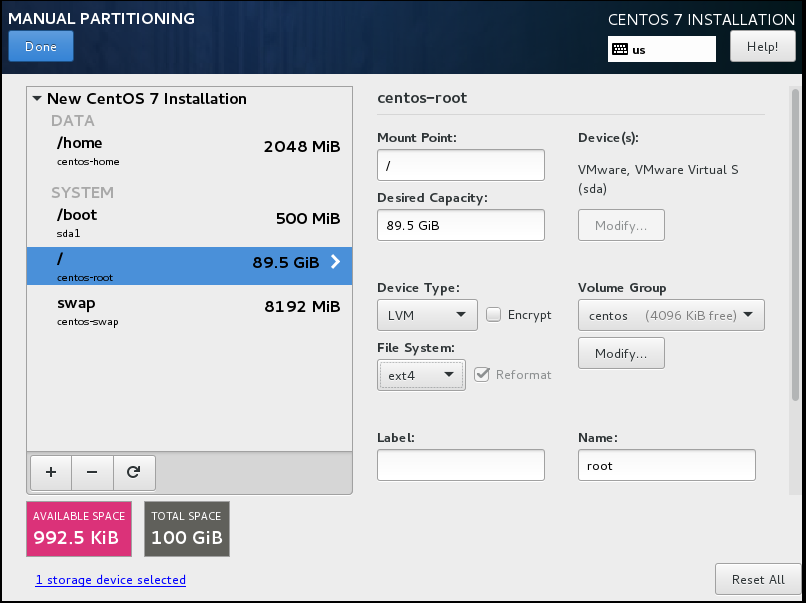 MANUAL PARTITIONING
CENTOS 7 INSTALLATION
Done
us
Help!
New CentOS 7 Installation
DATA
/home
2048 MiB
centos-home
SYSTEM
/boot
500 MiB
sda1
/
89.5 GiB
centos-root
swap
8192 MiB
centos-swap
+ −
AVAILABLE SPACE
992.5 KiB
TOTAL SPACE
100 GiB
1 storage device selected
centos-root
Mount Point:
/
Desired Capacity:
89.5 GiB
Device(s):
VMware, VMware Virtual S
(sda)
Modify...
Device Type:
LVM
Encrypt
Volume Group
centos (4096 KiB free)
Modify...
File System:
ext4
Reformat
Label:
Name:
root
Reset All